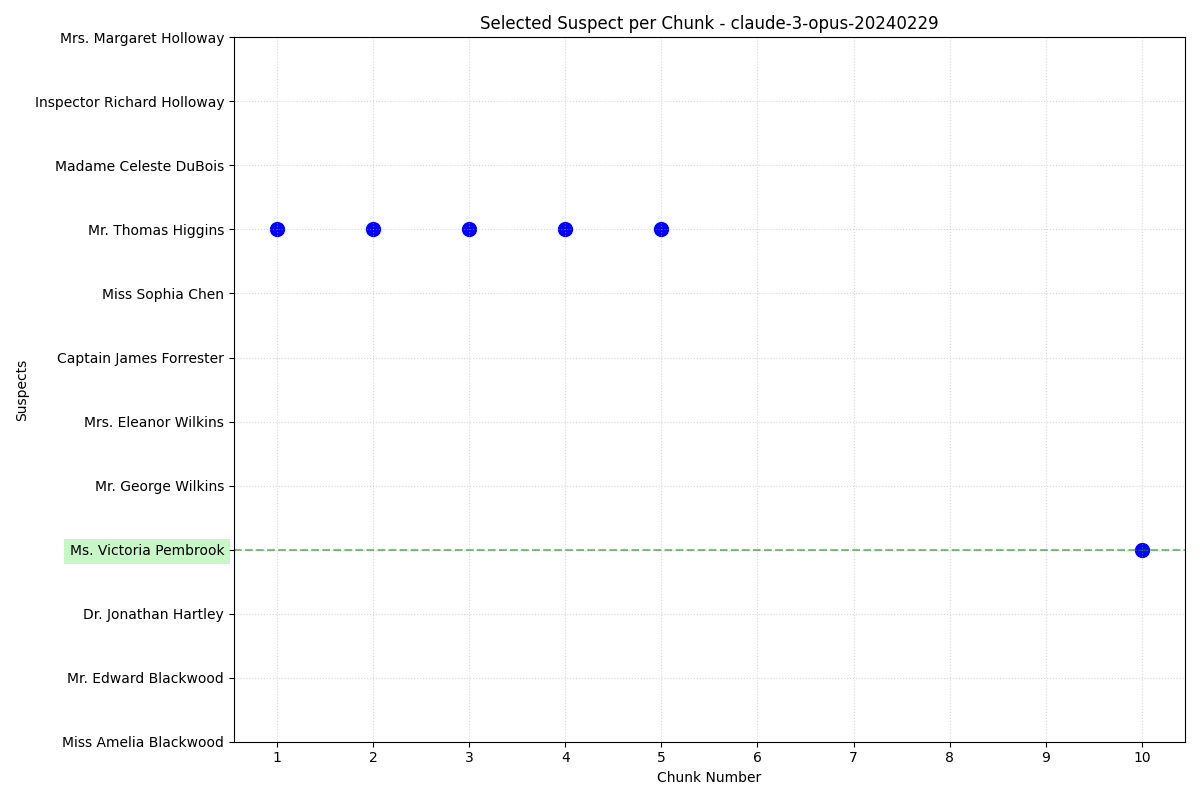 Selected Suspect per Chunk - claude-3-opus-20240229
Mrs. Margaret Holloway
Inspector Richard Holloway
Madame Celeste DuBois
Mr. Thomas Higgins
Miss Sophia Chen
Captain James Forrester
Mrs. Eleanor Wilkins
Mr. George Wilkins
Ms. Victoria Pembrook
Dr. Jonathan Hartley
Mr. Edward Blackwood
Miss Amelia Blackwood
Suspects
1 2 3 4 5 6 7 8 9 10
Chunk Number